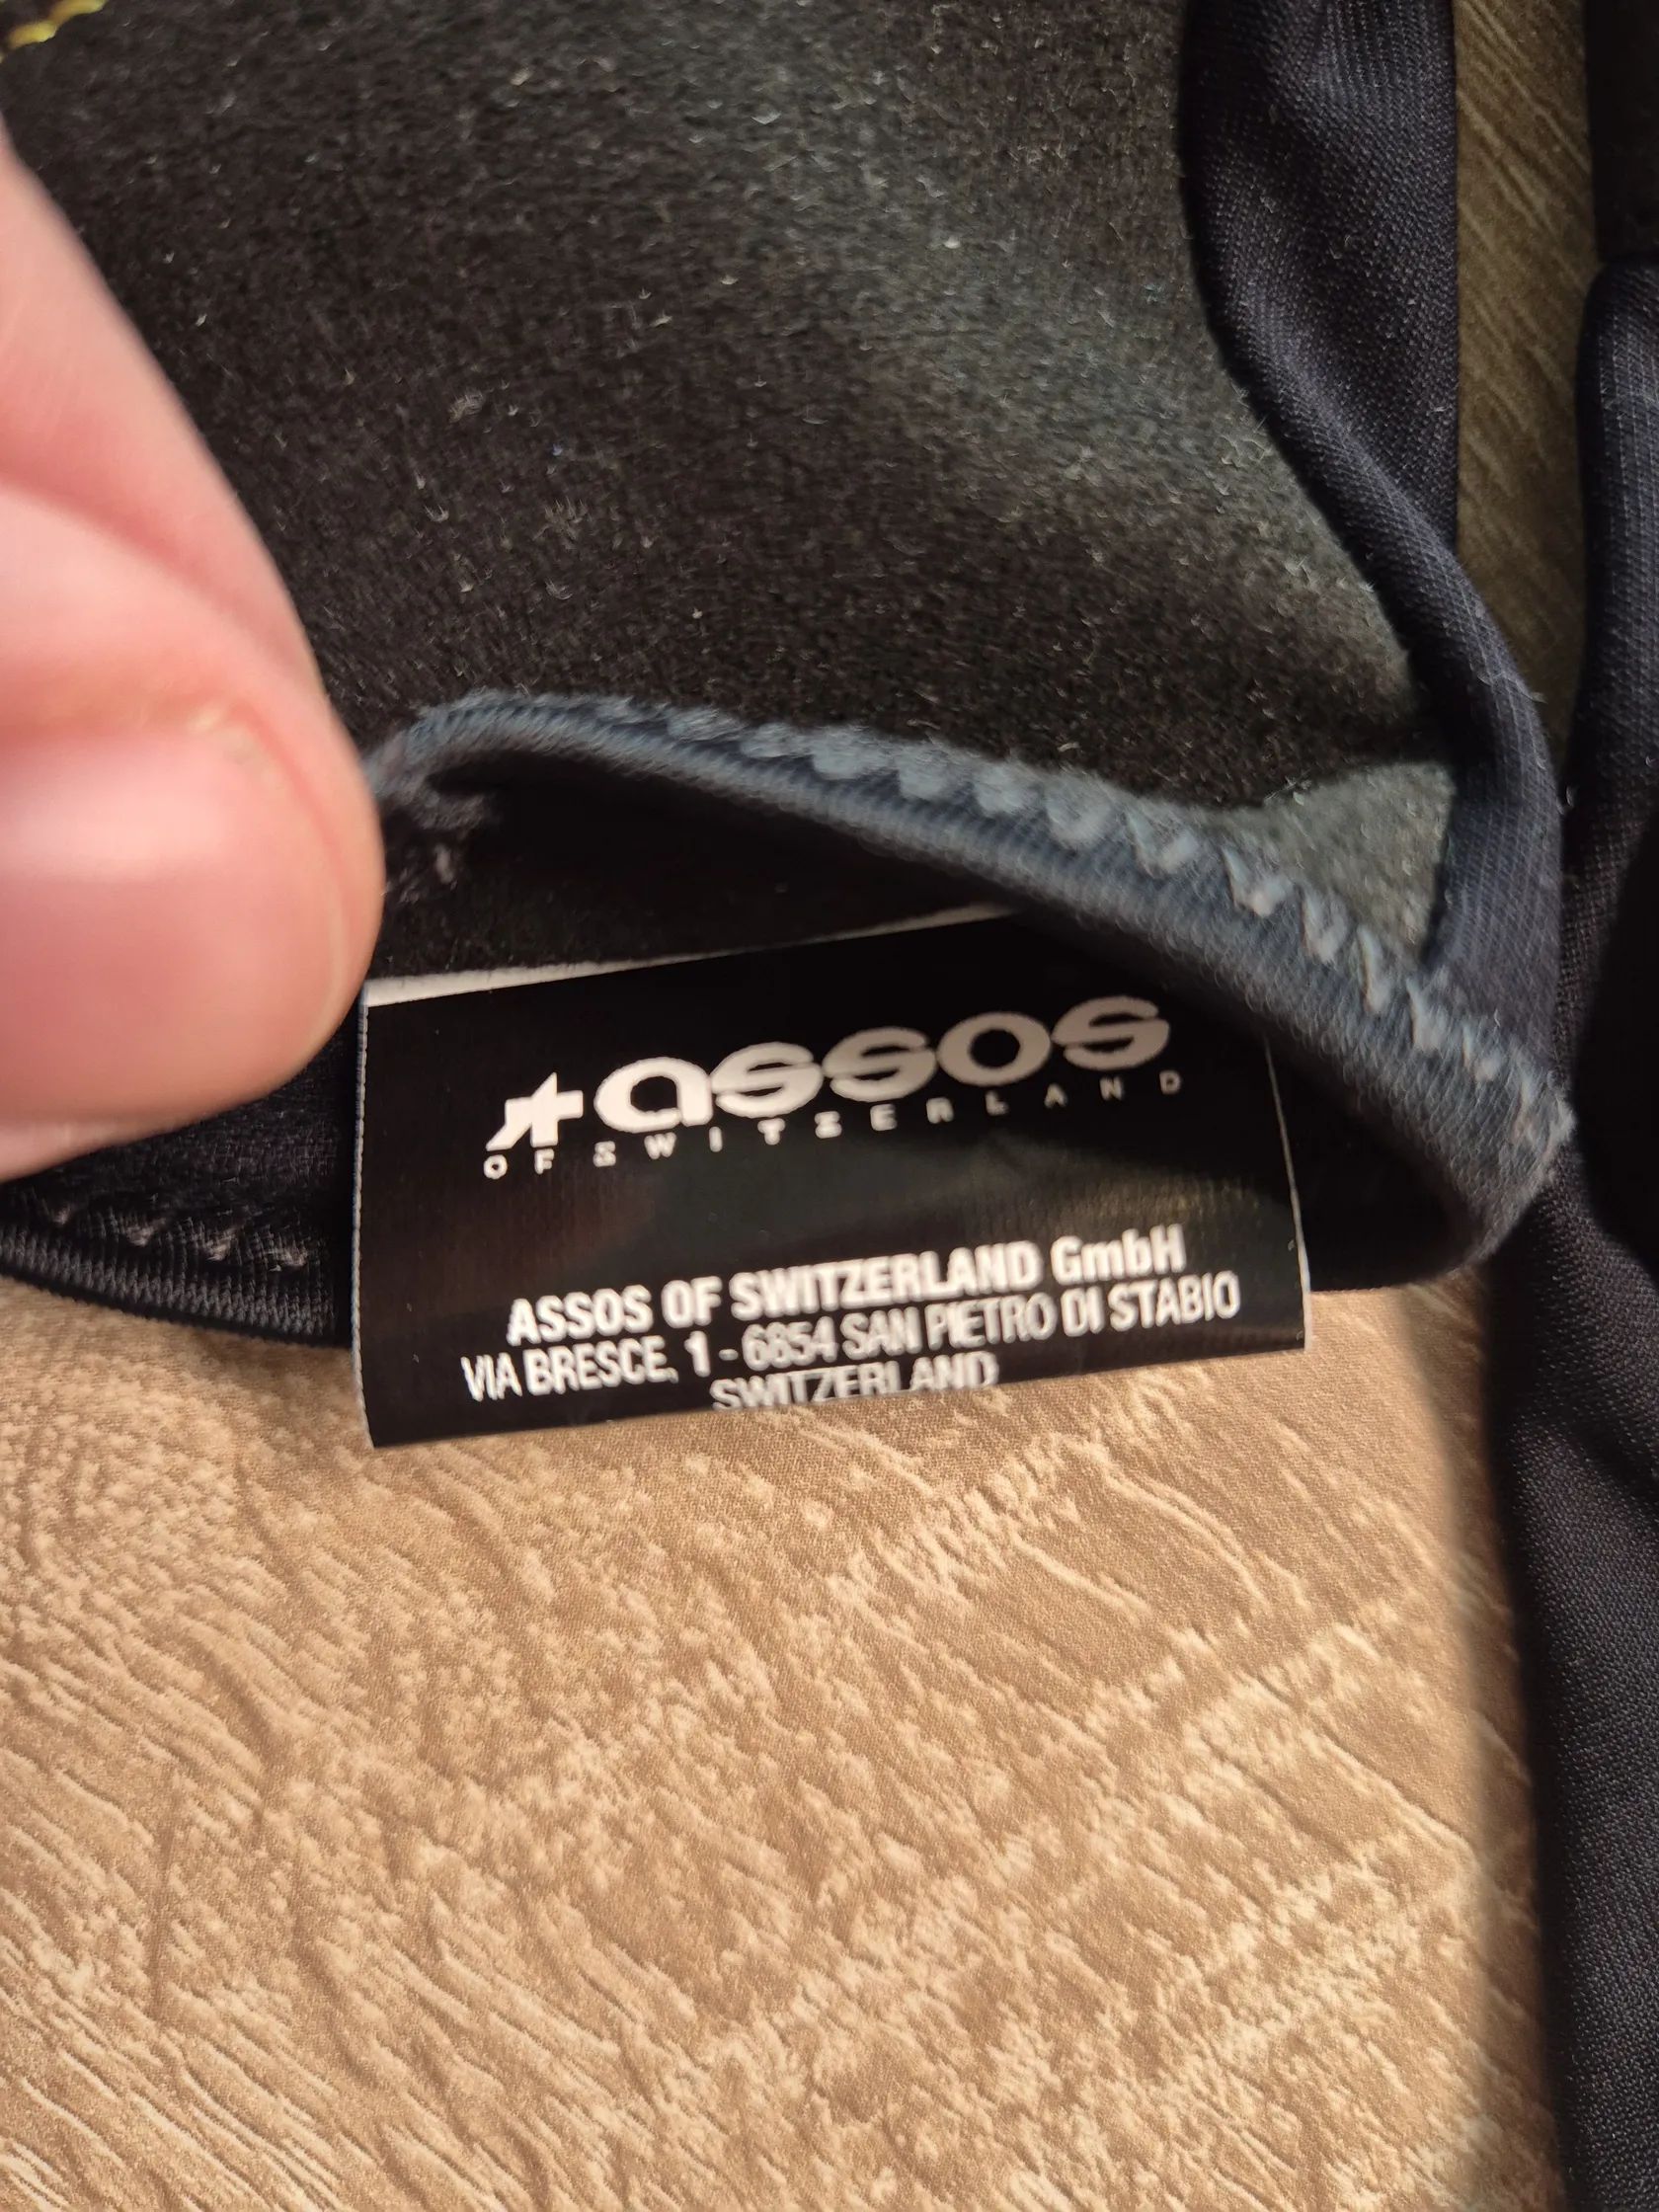 assos
OF SWITZERLAND
ASSOS OF SWITZERLAND GmbH
VIA BRESCE, 1 - 6854 SAN PIETRO DI STABIO
SWITZERLAND